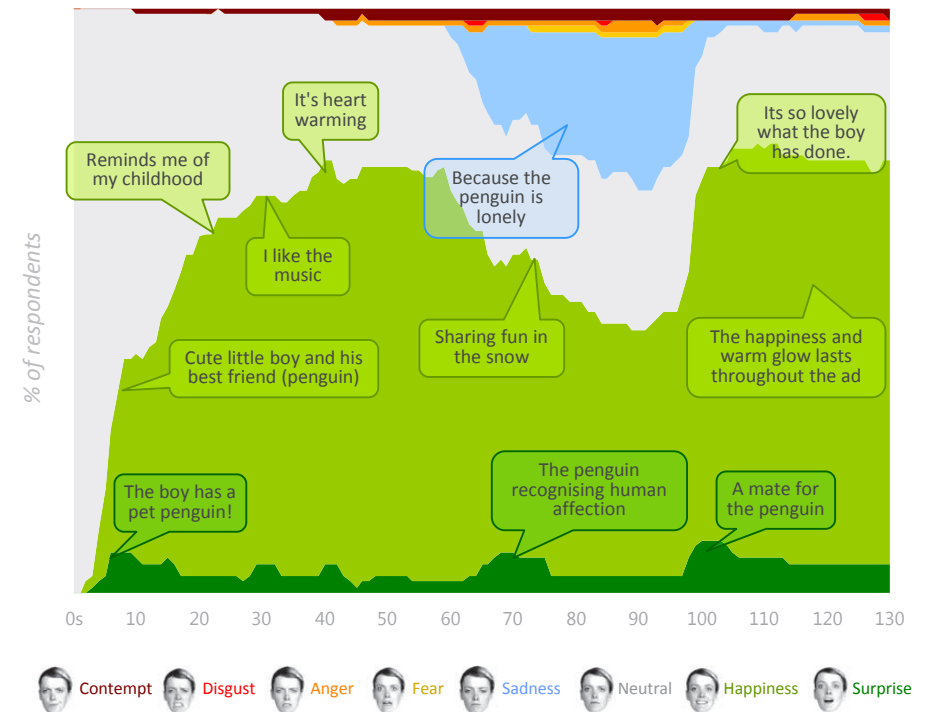 It's heart
warming
Its so lovely
what the boy
has done.
Reminds me of
my childhood
Because the
penguin is
lonely
I like the
music
% of respondents
Sharing fun in
the snow
The happiness and
warm glow lasts
throughout the ad
Cute little boy and his
best friend (penguin)
The boy has a
pet penguin!
The penguin
recognising human
affection
A mate for
the penguin
0s 10 20 30 40 50 60 70 80 90 100 110 120 130
Contempt Disgust Anger Fear Sadness Neutral Happiness Surprise